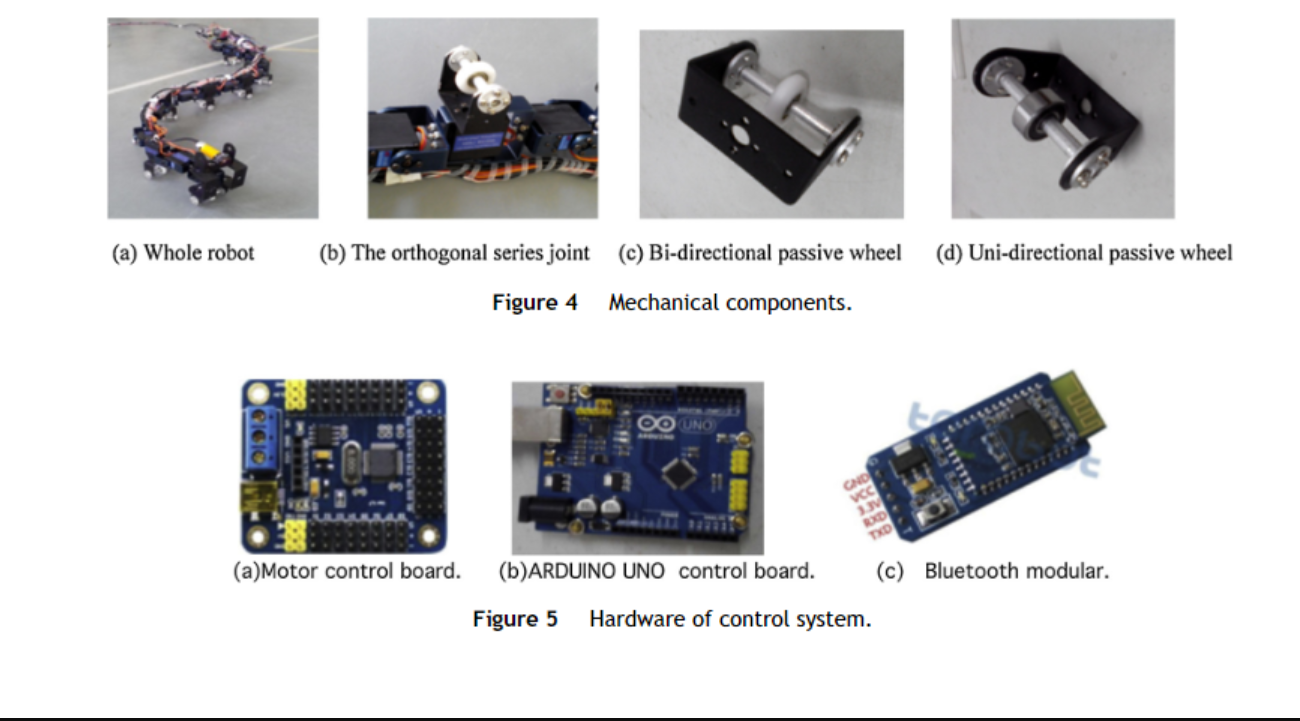 (a) Whole robot
(b) The orthogonal series joint
(c) Bi-directional passive wheel
(d) Uni-directional passive wheel
Figure 4 Mechanical components.
ARDUINO
UNO
GND
VCC
3.3V
RXD
TXD
(a)Motor control board.
(b)ARDUINO UNO control board.
(c) Bluetooth modular.
Figure 5 Hardware of control system.